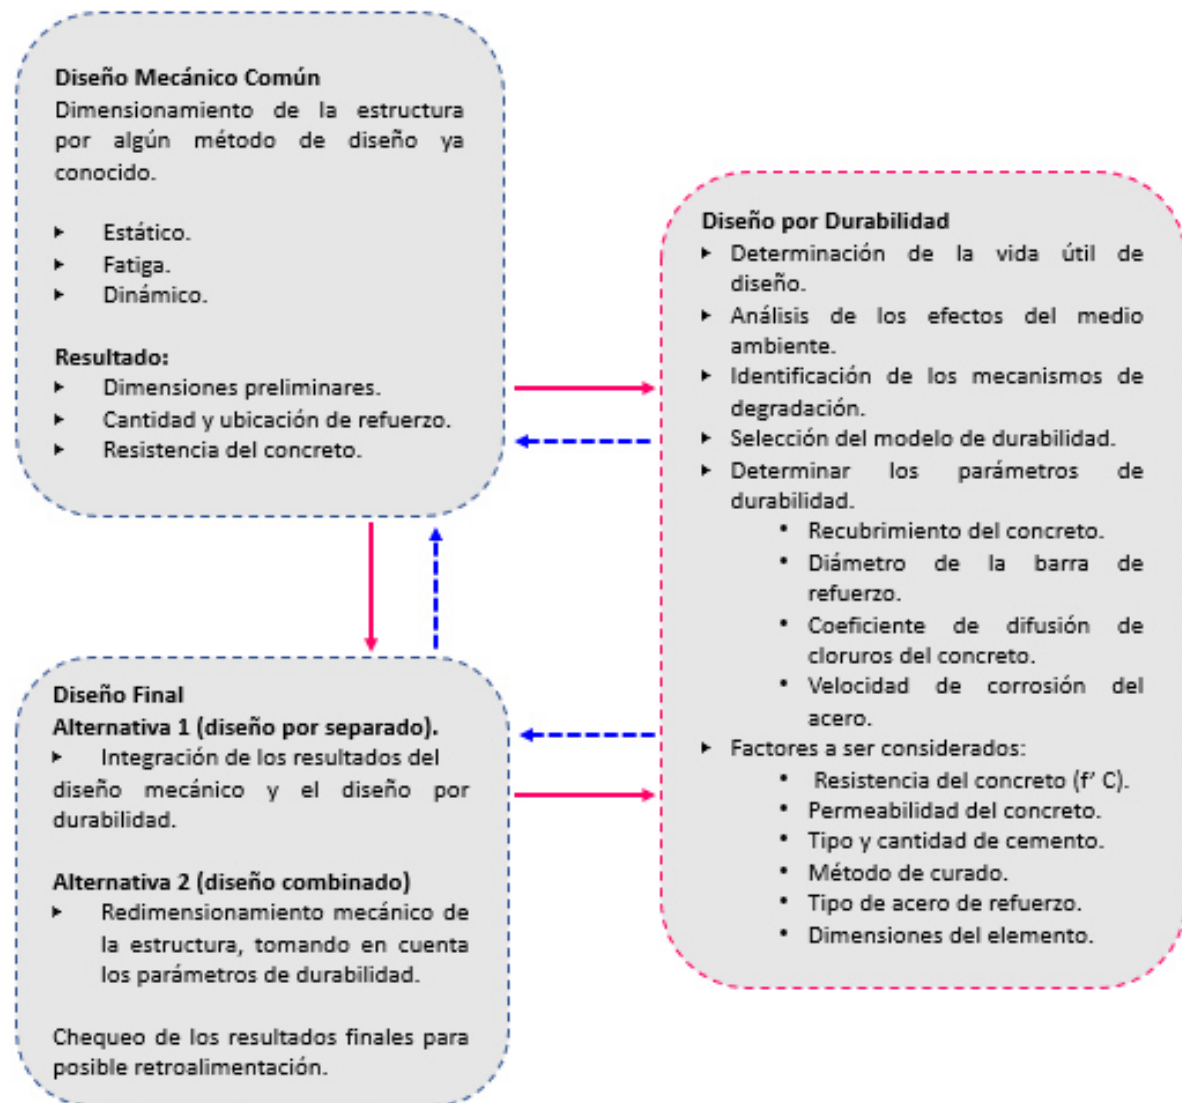 Diseño Mecánico Común
Dimensionamiento de la estructura
por algún método de diseño ya
conocido.
‣ Estático.
‣ Fatiga.
‣ Dinámico.
Resultado:
‣ Dimensiones preliminares.
‣ Cantidad y ubicación de refuerzo.
‣ Resistencia del concreto.
Diseño por Durabilidad
‣ Determinación de la vida útil de
diseño.
‣ Análisis de los efectos del medio
ambiente.
‣ Identificación de los mecanismos de
degradación.
‣ Selección del modelo de durabilidad.
‣ Determinar los parámetros de
durabilidad.
• Recubrimiento del concreto.
• Diámetro de la barra de
refuerzo.
• Coeficiente de difusión de
cloruros del concreto.
• Velocidad de corrosión del
acero.
‣ Factores a ser considerados:
• Resistencia del concreto (f' C).
• Permeabilidad del concreto.
• Tipo y cantidad de cemento.
• Método de curado.
• Tipo de acero de refuerzo.
• Dimensiones del elemento.
Diseño Final
Alternativa 1 (diseño por separado).
‣ Integración de los resultados del
diseño mecánico y el diseño por
durabilidad.
Alternativa 2 (diseño combinado)
‣ Redimensionamiento mecánico de
la estructura, tomando en cuenta
los parámetros de durabilidad.
Chequeo de los resultados finales para
posible retroalimentación.